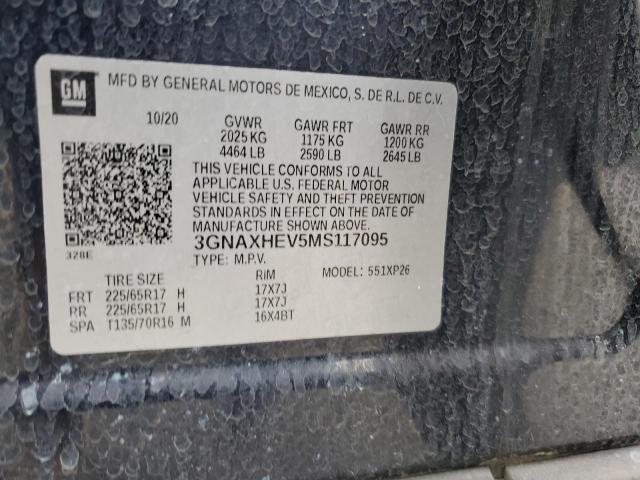 GM
MFD BY GENERAL MOTORS DE MEXICO, S. DE R.L. DE C.V.
10/20 GVWR GAWR FRT GAWR RR
2025 KG 1175 KG 1200 KG
4464 LB 2590 LB 2645 LB
THIS VEHICLE CONFORMS TO ALL
APPLICABLE U.S. FEDERAL MOTOR
VEHICLE SAFETY AND THEFT PREVENTION
STANDARDS IN EFFECT ON THE DATE OF
MANUFACTURE SHOWN ABOVE.
3GNAXHEV5MS117095
328E
TYPE: M.P.V. MODEL: 551XP26
TIRE SIZE RIM
FRT 225/65R17 H 17X7J
RR 225/65R17 H 17X7J
SPA T135/70R16 M 16X4BT